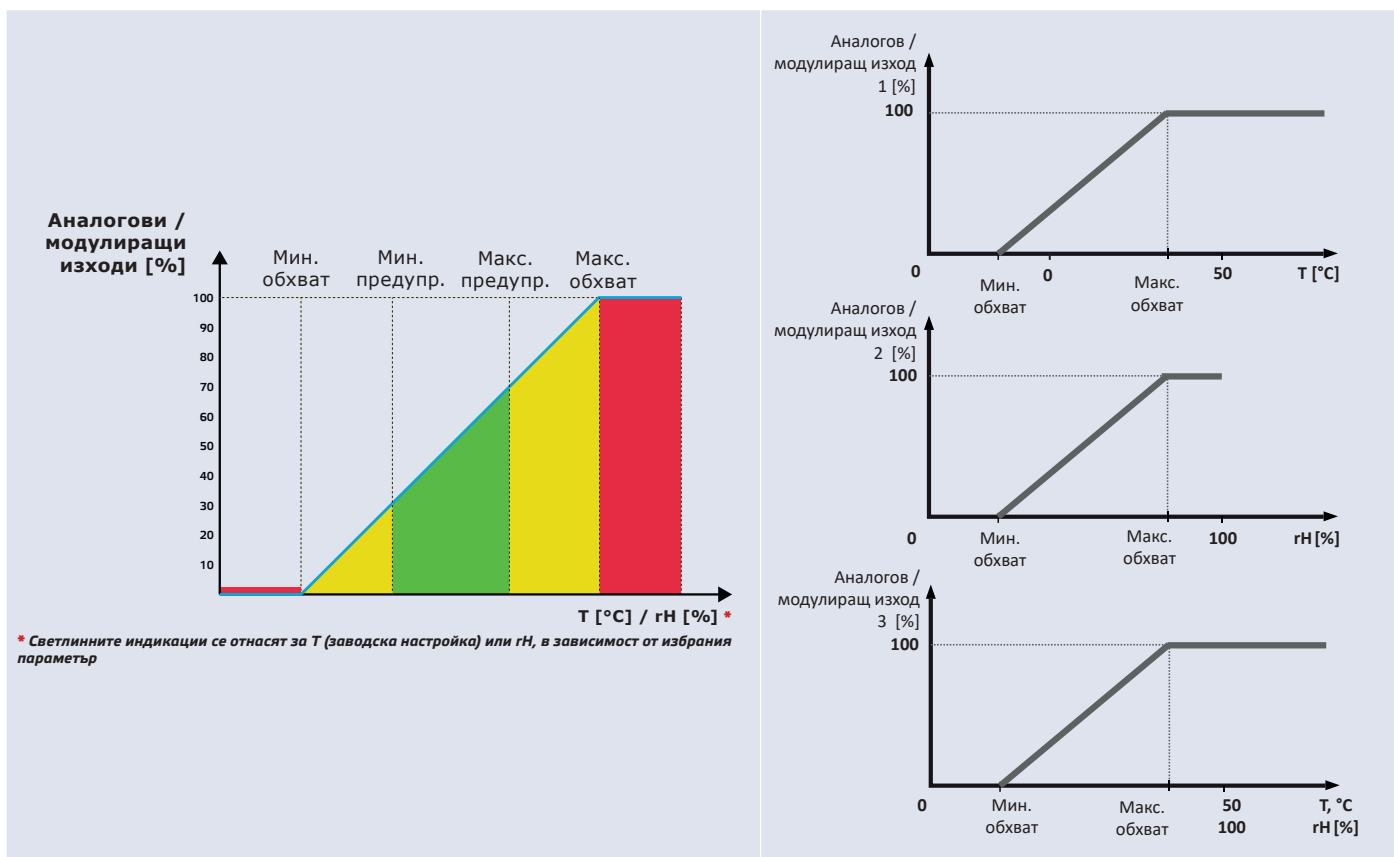 Аналогови /
модулиращи
изходи [%]
Мин.
обхват
Мин.
предупр.
Макс.
предупр.
Макс.
обхват
100
90
80
70
60
50
40
30
20
10
T [°C] / rH [%] *
* Светлинните индикации се отнасят за T (заводска настройка) или rH, в зависимост от избрания
параметър
Аналогов /
модулиращ изход
1 [%]
100
0
Мин.
обхват
0
Макс.
обхват
50
T [°C]
Аналогов /
модулиращ изход
2 [%]
100
0
Мин.
обхват
Макс.
обхват
100
rH [%]
Аналогов /
модулиращ изход
3 [%]
100
0
Мин.
обхват
Макс.
обхват
50
100
T, °C
rH [%]